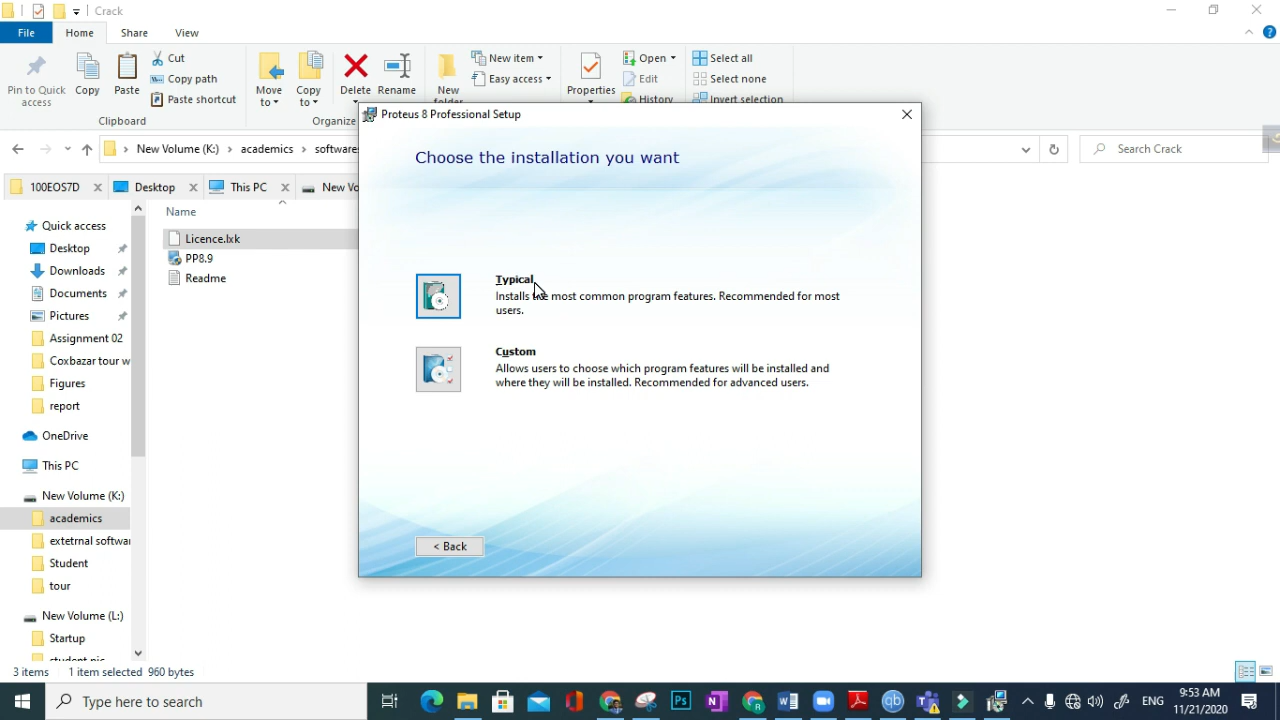 Crack
File Home Share View
Pin to Quick access
Copy
Paste
Cut
Copy path
Paste shortcut
Clipboard
Move to
Copy to
Delete
Rename
Organize
New folder
New item
Easy access
Properties
Open
Edit
History
Select all
Select none
Invert selection
New Volume (K:) › academics › software
Search Crack
100EOS7D
Desktop
This PC
New Vo
Quick access
Desktop
Downloads
Documents
Pictures
Assignment 02
Coxbazar tour w
Figures
report
OneDrive
This PC
New Volume (K:)
academics
extetrnal softwar
Student
tour
New Volume (L:)
Startup
student pic
Name
Licence.lxk
PP8.9
Readme
Proteus 8 Professional Setup
Choose the installation you want
Typical
Installs the most common program features. Recommended for most
users.
Custom
Allows users to choose which program features will be installed and
where they will be installed. Recommended for advanced users.
< Back
3 items 1 item selected 960 bytes
Type here to search
ENG
9:53 AM
11/21/2020